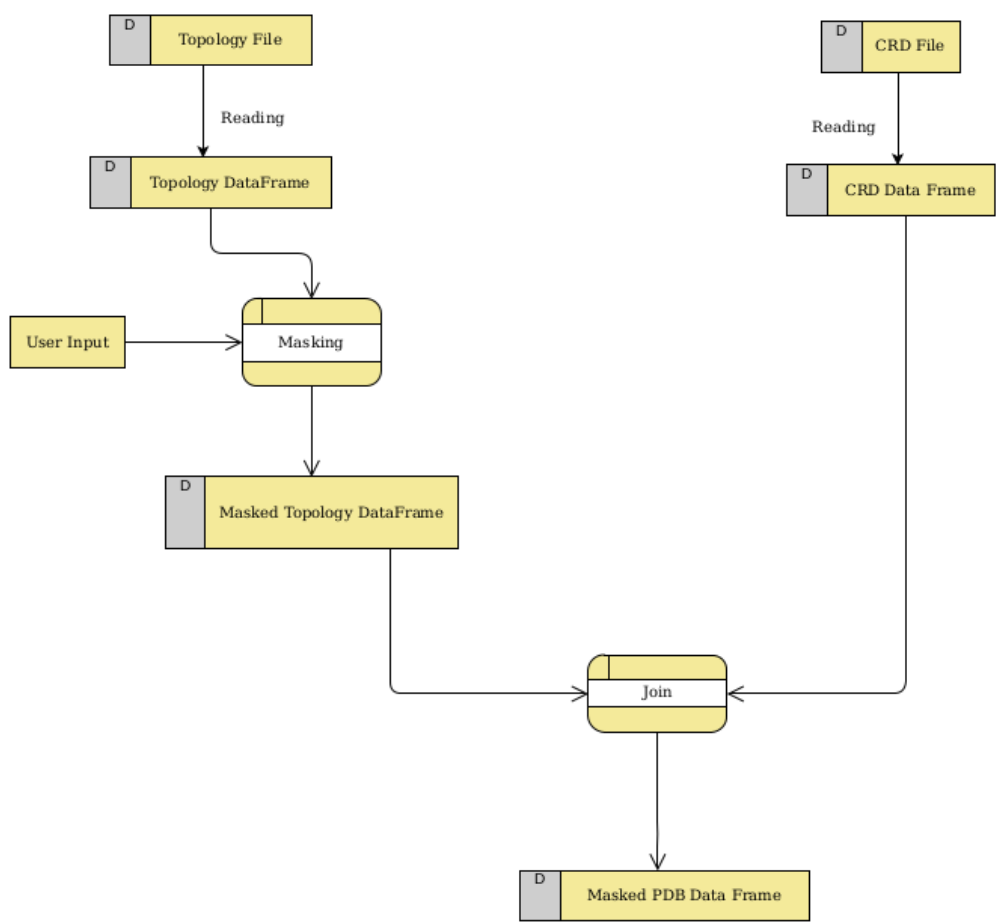 D
Topology File
D
CRD File
Reading
Reading
D
Topology DataFrame
D
CRD Data Frame
User Input
Masking
D
Masked Topology DataFrame
Join
D
Masked PDB Data Frame